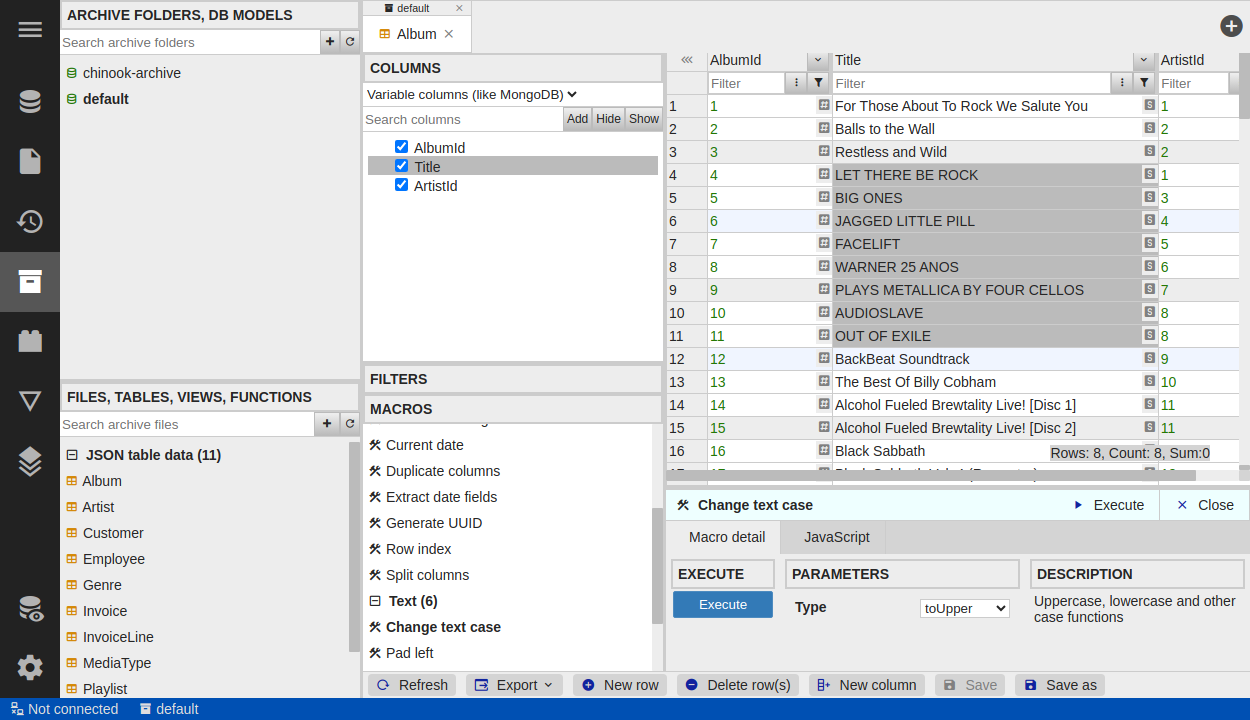 ARCHIVE FOLDERS, DB MODELS
Search archive folders
chinook-archive
default
FILES, TABLES, VIEWS, FUNCTIONS
Search archive files
JSON table data (11)
Album
Artist
Customer
Employee
Genre
Invoice
InvoiceLine
MediaType
Playlist
default
Album
COLUMNS
Variable columns (like MongoDB)
Search columns
Add Hide Show
AlbumId
Title
ArtistId
FILTERS
MACROS
Current date
Duplicate columns
Extract date fields
Generate UUID
Row index
Split columns
Text (6)
Change text case
Pad left
AlbumId Title ArtistId
Filter Filter Filter
1 1 For Those About To Rock We Salute You 1
2 2 Balls to the Wall 2
3 3 Restless and Wild 2
4 4 LET THERE BE ROCK 1
5 5 BIG ONES 3
6 6 JAGGED LITTLE PILL 4
7 7 FACELIFT 5
8 8 WARNER 25 ANOS 6
9 9 PLAYS METALLICA BY FOUR CELLOS 7
10 10 AUDIOSLAVE 8
11 11 OUT OF EXILE 8
12 12 BackBeat Soundtrack 9
13 13 The Best Of Billy Cobham 10
14 14 Alcohol Fueled Brewtality Live! [Disc 1] 11
15 15 Alcohol Fueled Brewtality Live! [Disc 2] 11
16 16 Black Sabbath
Rows: 8, Count: 8, Sum:0
Change text case Execute Close
Macro detail JavaScript
EXECUTE PARAMETERS DESCRIPTION
Execute Type toUpper Uppercase, lowercase and other
case functions
Refresh Export New row Delete row(s) New column Save Save as
Not connected default